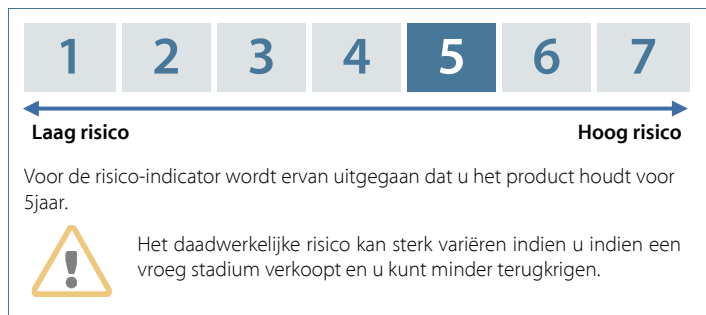 1 2 3 4 5 6 7
Laag risico Hoog risico
Voor de risico-indicator wordt ervan uitgegaan dat u het product houdt voor
5jaar.
Het daadwerkelijke risico kan sterk variëren indien u indien een
vroeg stadium verkoopt en u kunt minder terugkrigen.